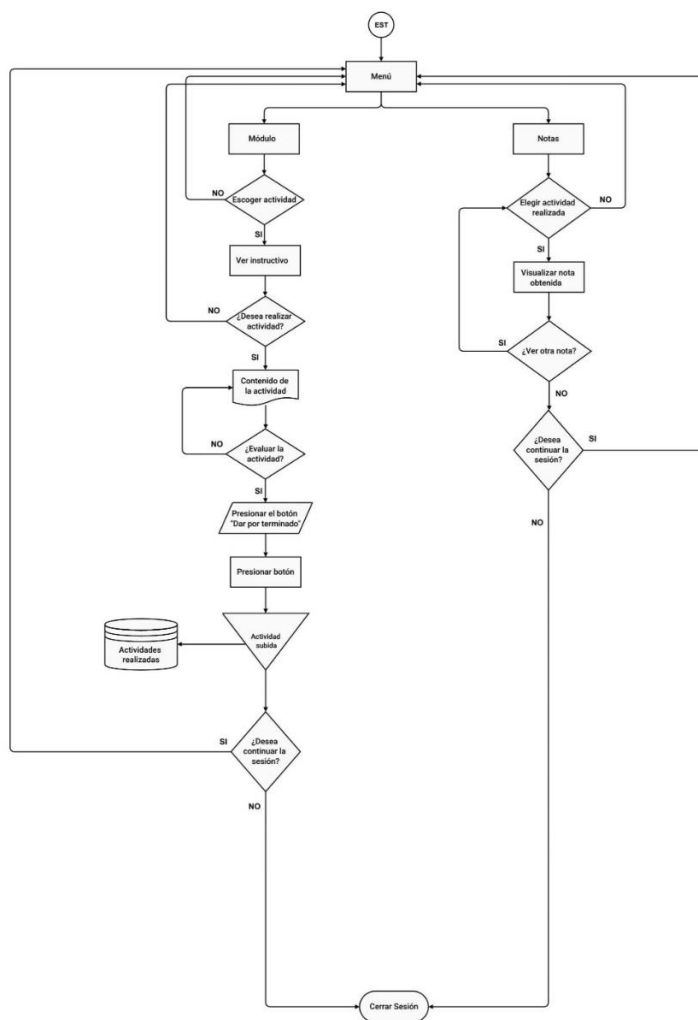 EST
Menú
Módulo
Notas
NO
Escoger actividad
SI
Elegir actividad
realizada
NO
SI
Ver instructivo
Visualizar nota
obtenida
NO
¿Desea realizar
actividad?
SI
SI
¿Ver otra nota?
NO
Contenido de
la actividad
NO
¿Evaluar la
actividad?
SI
¿Desea
continuar la
sesión?
SI
NO
Presionar el botón
"Dar por terminado"
Presionar botón
Actividad
subida
Actividades
realizadas
SI
¿Desea
continuar la
sesión?
NO
Cerrar Sesión